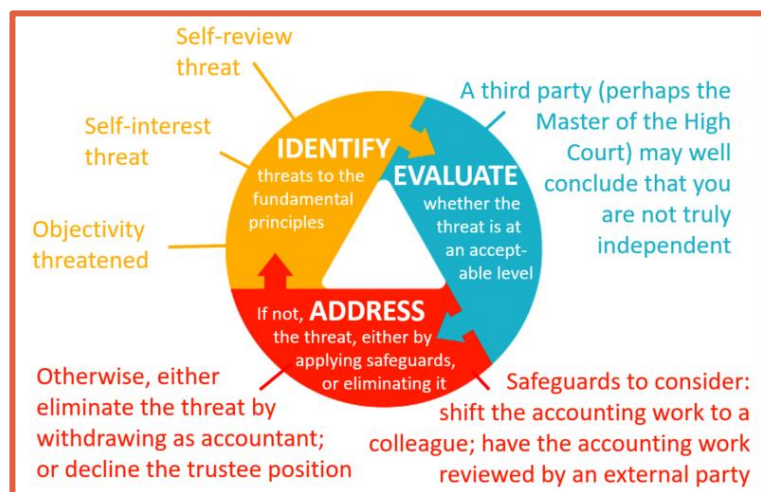 Self-review
threat
Self-interest
threat
Objectivity
threatened
IDENTIFY
threats to the
fundamental
principles
EVALUATE
whether the
threat is at
an accept-
able level
A third party (perhaps the
Master of the High
Court) may well
conclude that you
are not truly
independent
If not, ADDRESS
the threat, either by
applying safeguards,
or eliminating it
Otherwise, either
eliminate the threat by
withdrawing as accountant;
or decline the trustee position
Safeguards to consider:
shift the accounting work to a
colleague; have the accounting work
reviewed by an external party